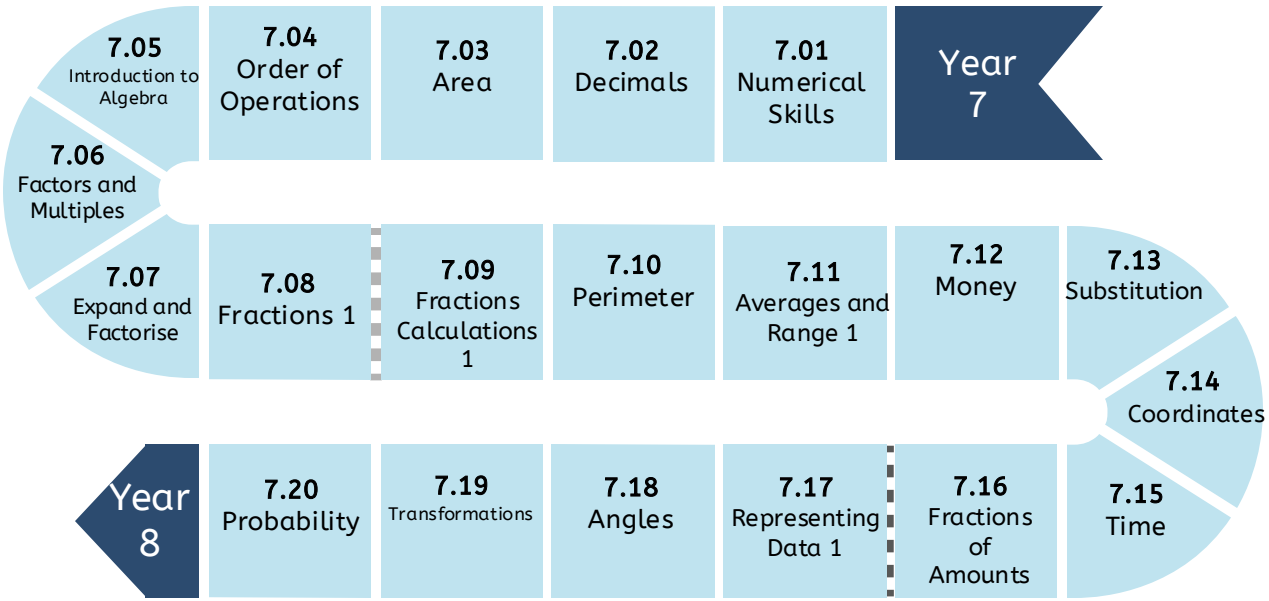 Year
7
7.01
Numerical
Skills
7.02
Decimals
7.03
Area
7.04
Order of
Operations
7.05
Introduction to
Algebra
7.06
Factors and
Multiples
7.07
Expand and
Factorise
7.08
Fractions 1
7.09
Fractions
Calculations
1
7.10
Perimeter
7.11
Averages and
Range 1
7.12
Money
7.13
Substitution
7.14
Coordinates
7.15
Time
7.16
Fractions
of
Amounts
7.17
Representing
Data 1
7.18
Angles
7.19
Transformations
7.20
Probability
Year
8